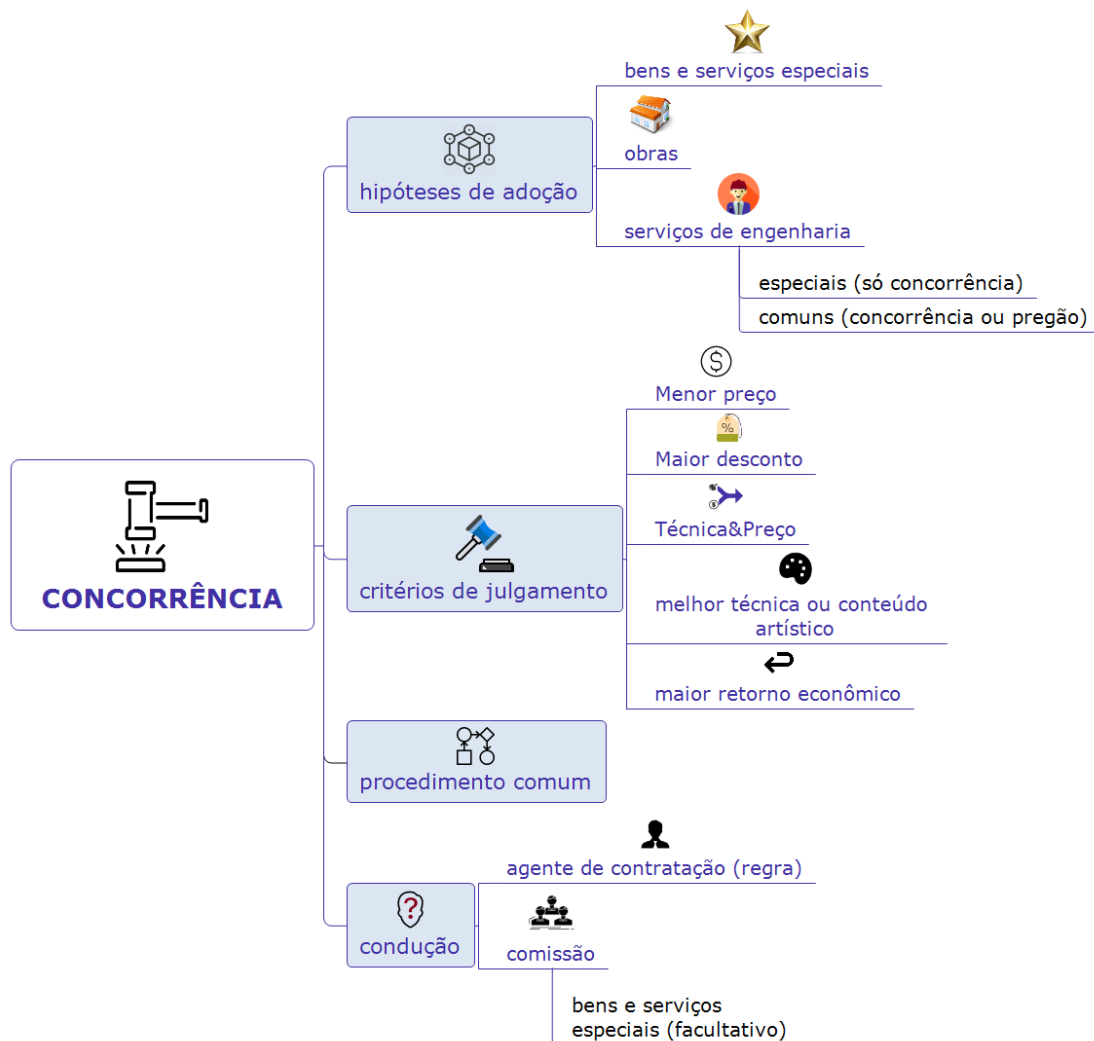 bens e serviços especiais
obras
hipóteses de adoção
serviços de engenharia
especiais (só concorrência)
comuns (concorrência ou pregão)
$
Menor preço
%
Maior desconto
$
Técnica&Preço
critérios de julgamento
CONCORRÊNCIA
melhor técnica ou conteúdo
artístico
maior retorno econômico
procedimento comum
agente de contratação (regra)
?
condução
comissão
bens e serviços
especiais (facultativo)